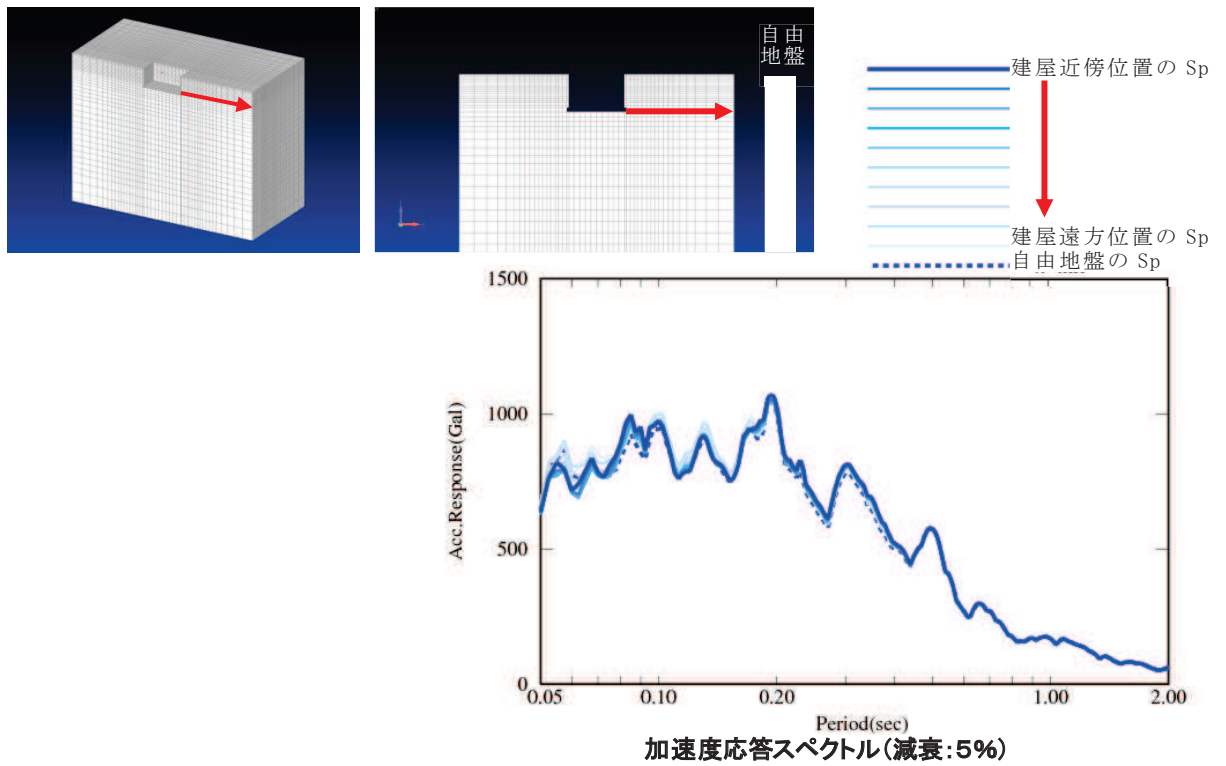 自由
地盤
建屋近傍位置の Sp
建屋遠方位置の Sp
自由地盤の Sp
1500
1000
500
0
Acc.Response(Gal)
0.05
0.10
0.20
1.00
2.00
Period(sec)
加速度応答スペクトル(減衰:5%)